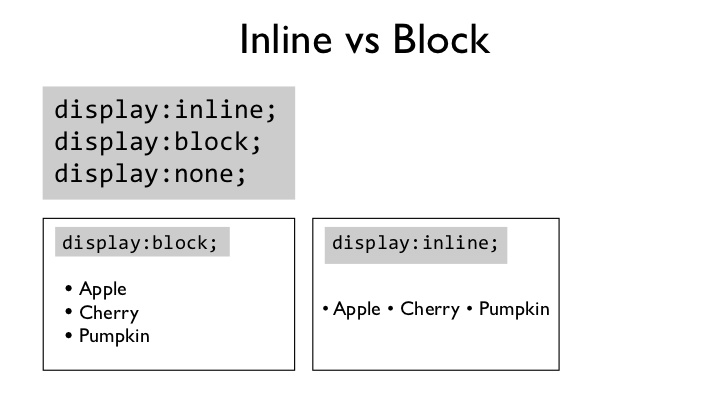 Inline vs Block
display:inline;
display:block;
display:none;
display:block;
• Apple
• Cherry
• Pumpkin
display:inline;
• Apple • Cherry • Pumpkin